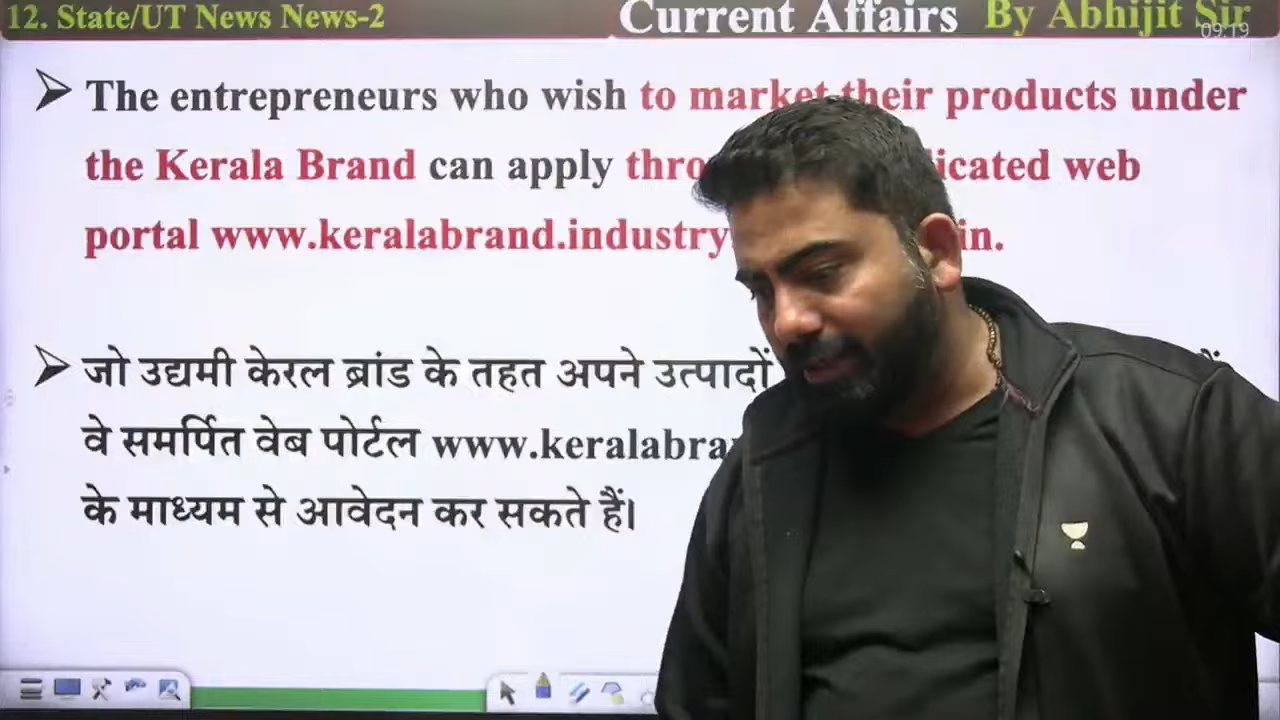 12. State/UT News News-2
Current Affairs By Abhijit Sir
09:19
The entrepreneurs who wish to market their products under
the Kerala Brand can apply web
portal www.keralabrand.industry in.
जो उद्यमी केरल ब्रांड के तहत अपने उत्पादों
वे समर्पित वेब पोर्टल www.keralabra
के माध्यम से आवेदन कर सकते हैं।